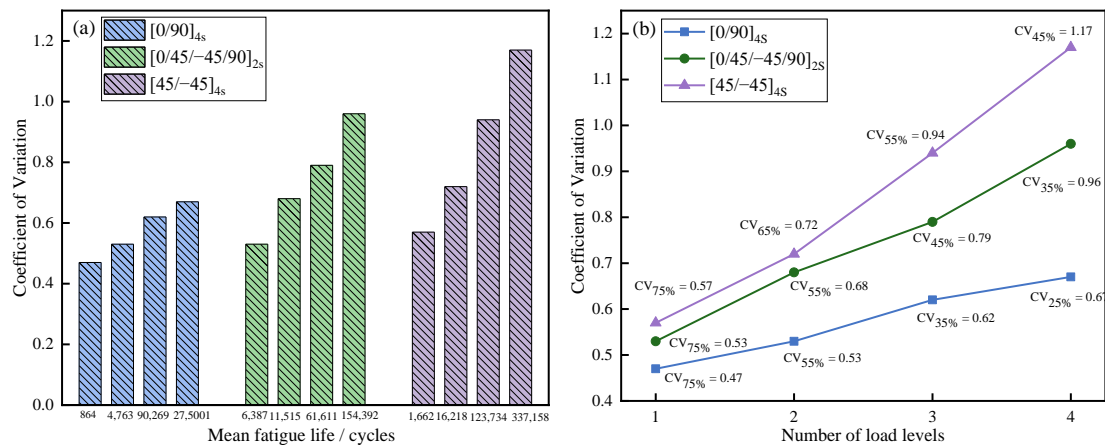 (a)
[0/90]4s
[0/45/−45/90]2s
[45/−45]4s
Coefficient of Variation
1.2
1.0
0.8
0.6
0.4
0.2
0.0
864 4,763 90,269 27,5001 6,387 11,515 61,611 154,392 1,662 16,218 123,734 337,158
Mean fatigue life / cycles
(b)
[0/90]4S
[0/45/−45/90]2S
[45/−45]4S
Coefficient of Variation
1.2
1.1
1.0
0.9
0.8
0.7
0.6
0.5
0.4
CV45% = 1.17
CV55% = 0.94
CV35% = 0.96
CV65% = 0.72
CV45% = 0.79
CV75% = 0.57
CV55% = 0.68
CV25% = 0.67
CV35% = 0.62
CV75% = 0.53
CV55% = 0.53
CV75% = 0.47
1 2 3 4
Number of load levels